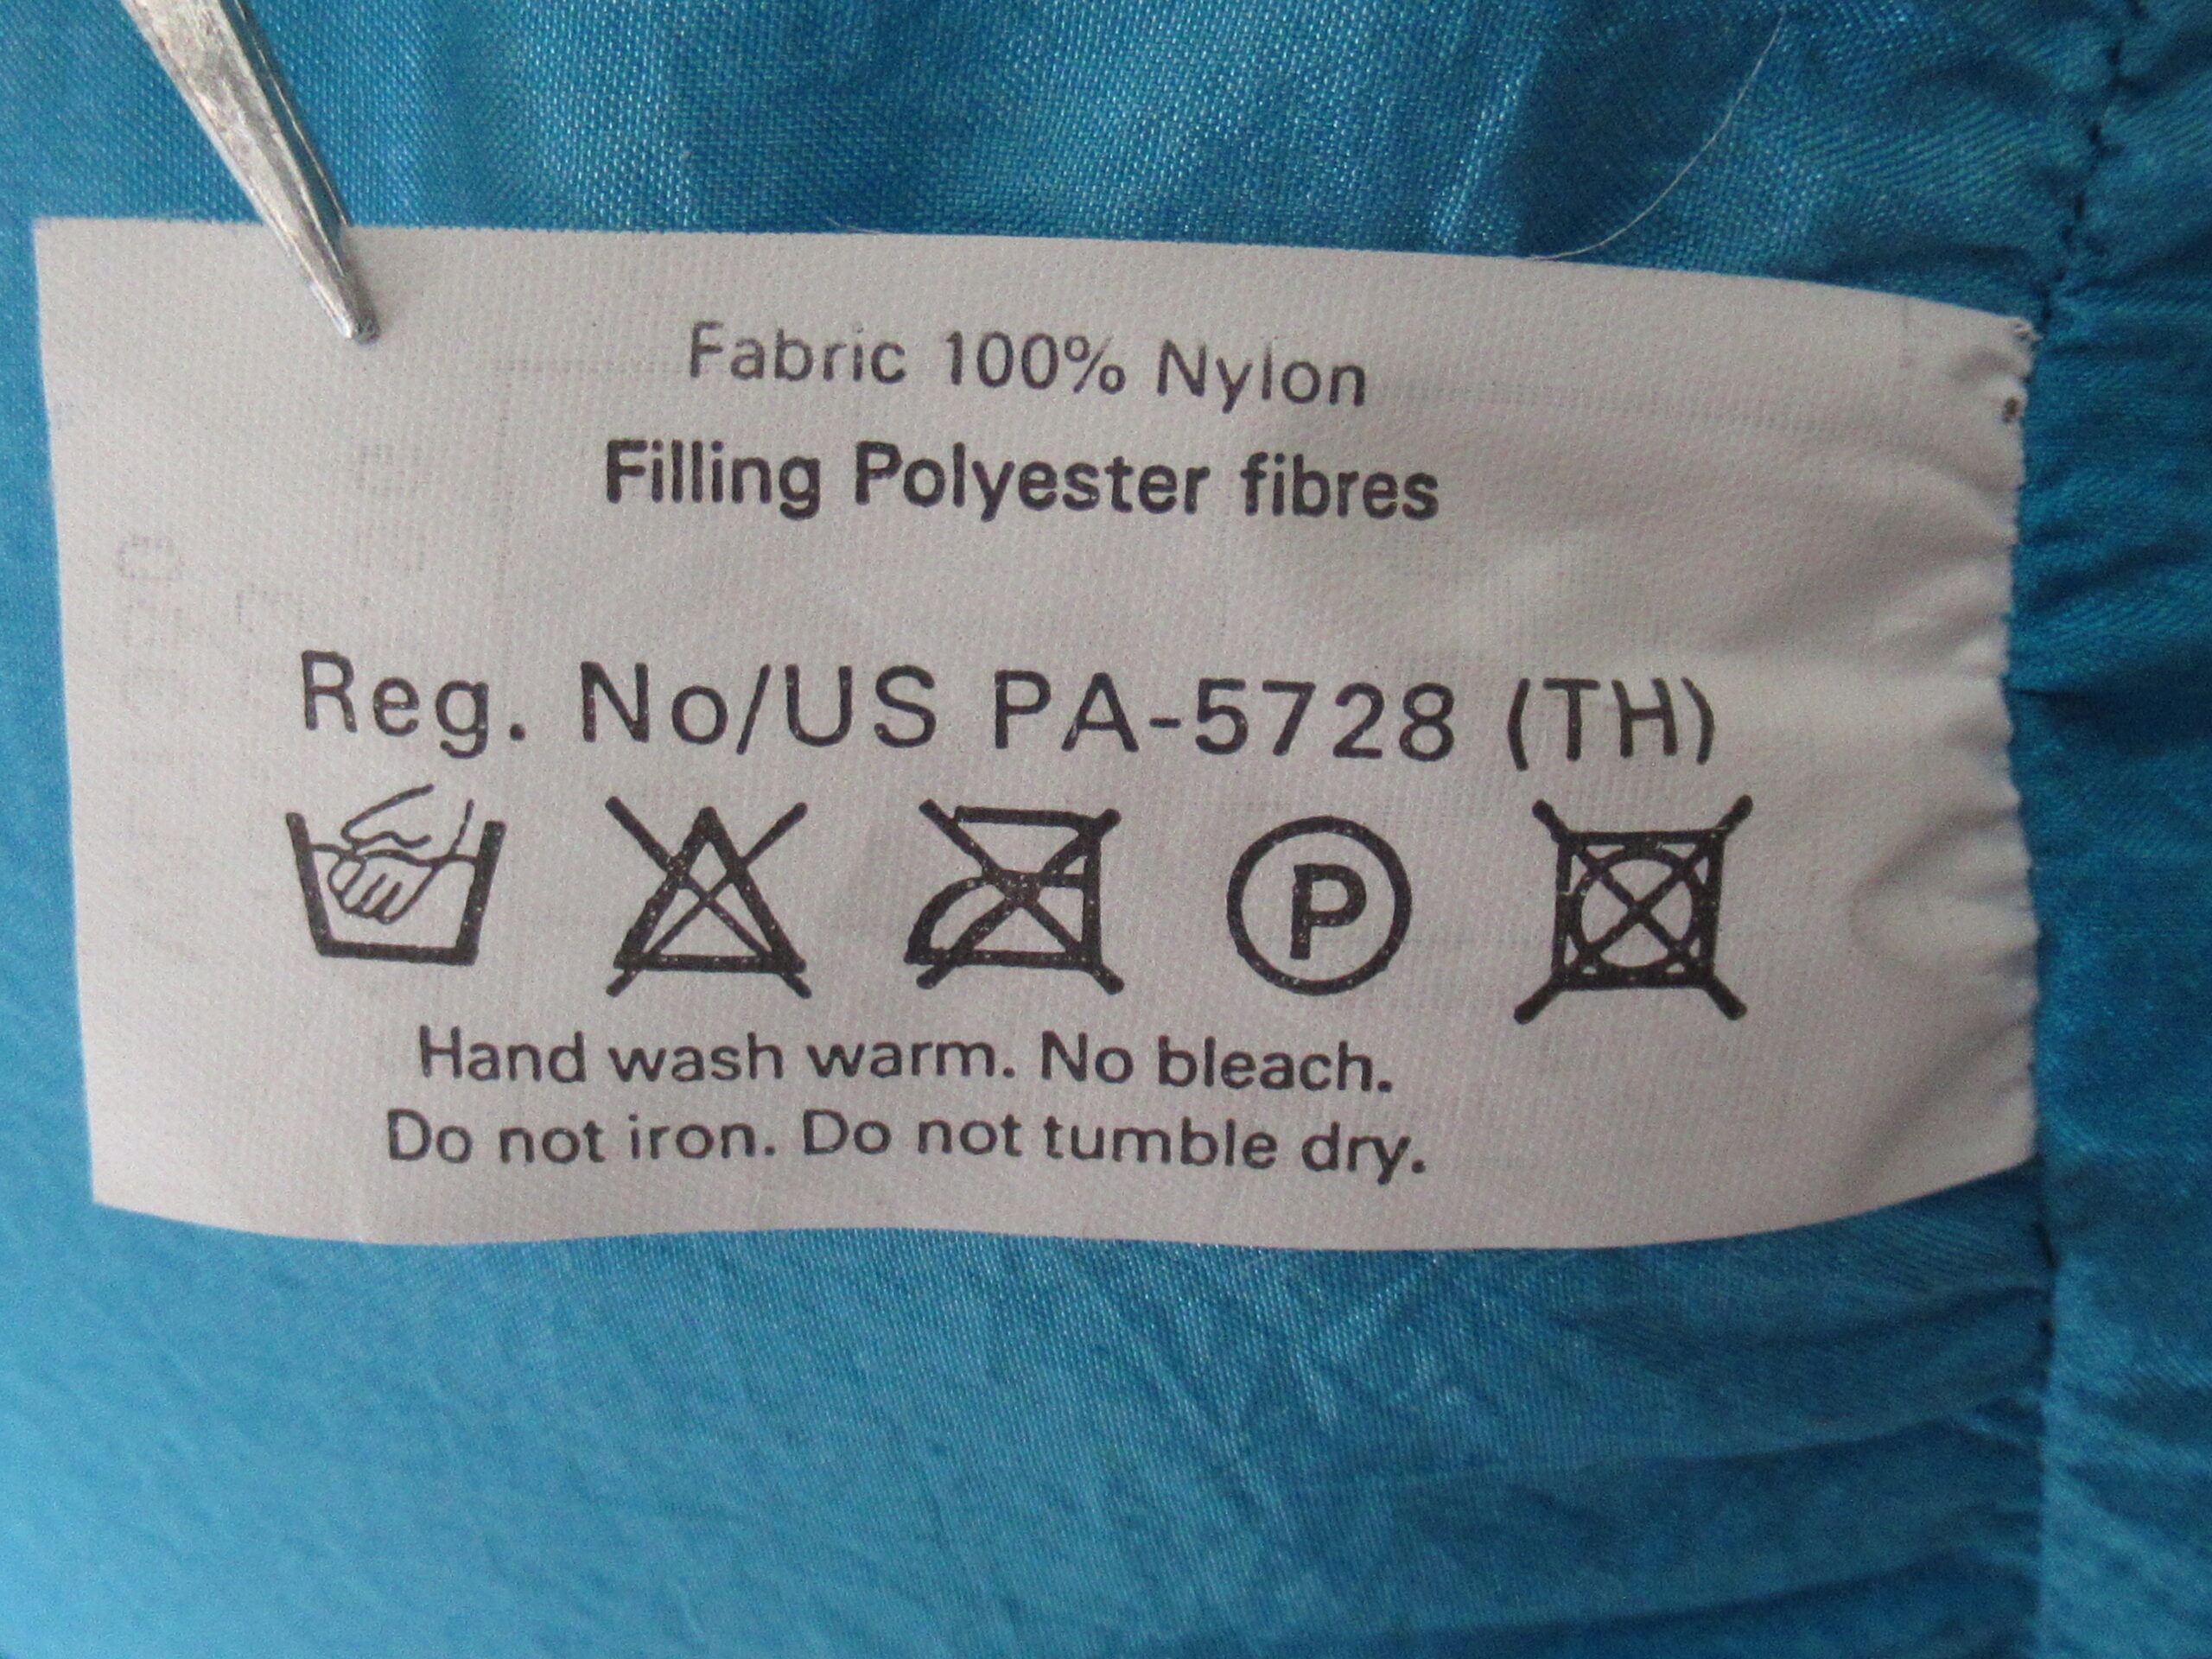 Fabric 100% Nylon
Filling Polyester fibres
Reg. No/US PA-5728 (TH)
P
Hand wash warm. No bleach.
Do not iron. Do not tumble dry.